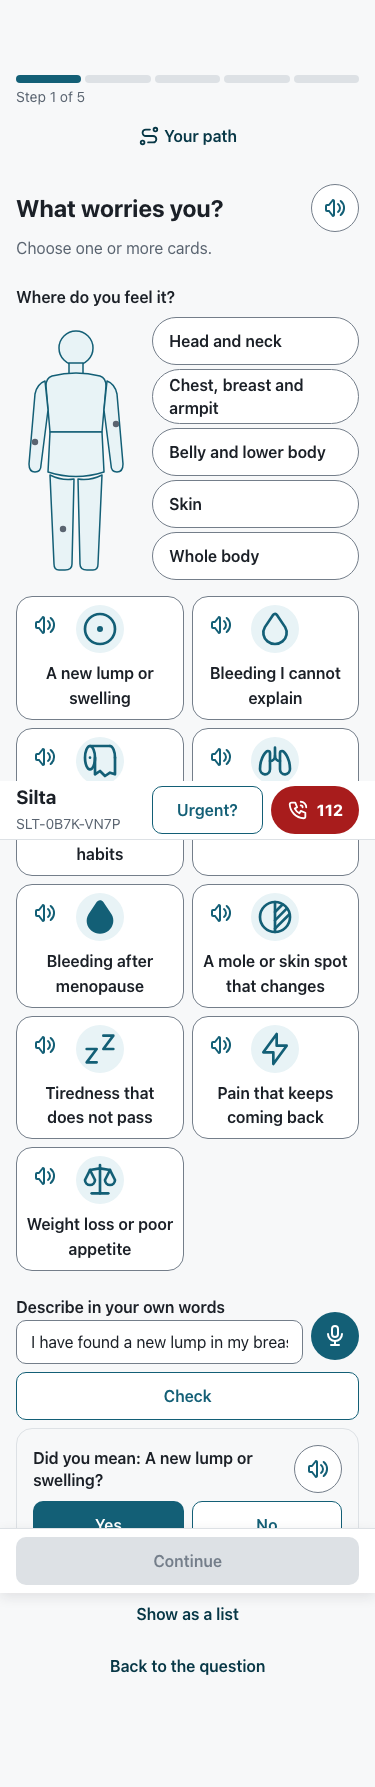 Step 1 of 5
Your path
What worries you?
Choose one or more cards.
Where do you feel it?
Head and neck
Chest, breast and
armpit
Belly and lower body
Skin
Whole body
A new lump or
swelling
Bleeding I cannot
explain
Silta
SLT-0B7K-VN7P
Urgent?
112
habits
Bleeding after
menopause
A mole or skin spot
that changes
Tiredness that
does not pass
Pain that keeps
coming back
Weight loss or poor
appetite
Describe in your own words
I have found a new lump in my
Check
Did you mean: A new lump or
swelling?
Yes
No
Continue
Show as a list
Back to the question